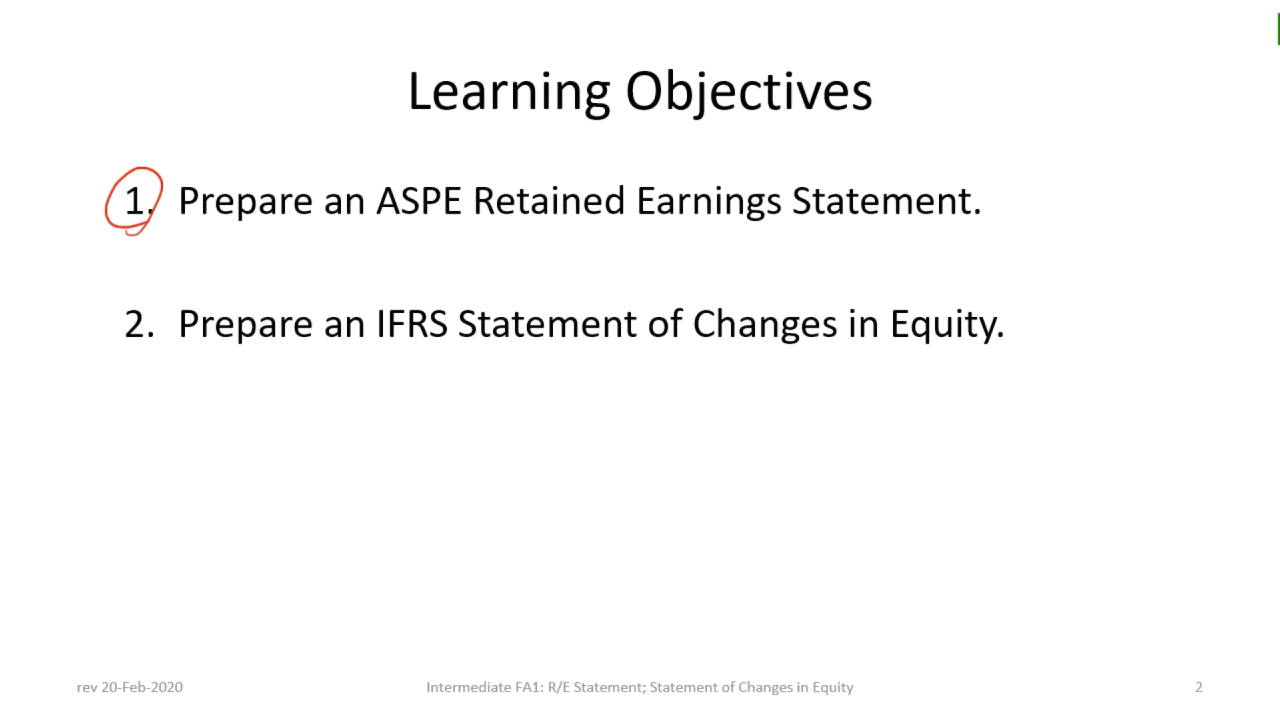 Learning Objectives
1. Prepare an ASPE Retained Earnings Statement.
2. Prepare an IFRS Statement of Changes in Equity.
rev 20-Feb-2020
Intermediate FA1: R/E Statement; Statement of Changes in Equity
2